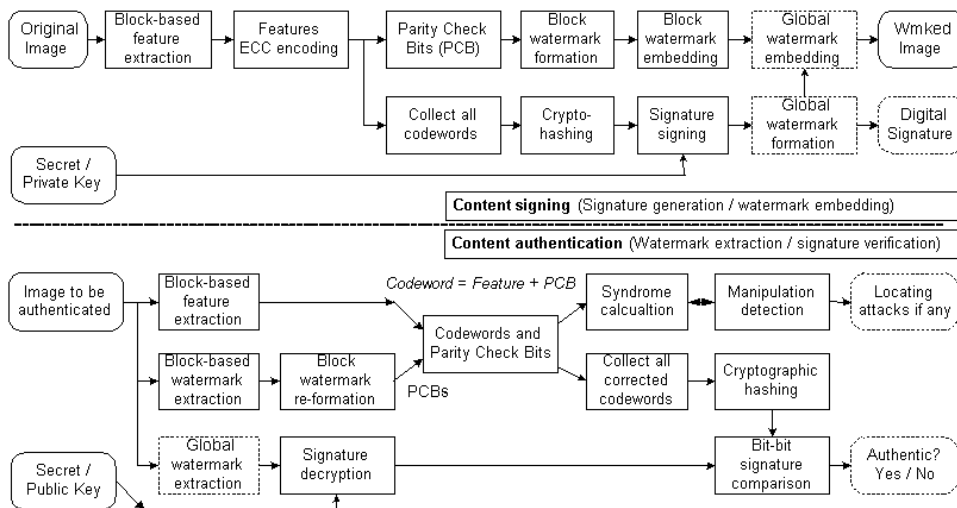 Original
Image
Block-based
feature
extraction
Features
ECC encoding
Parity Check
Bits (PCB)
Block
watermark
formation
Block
watermark
embedding
Global
watermark
embedding
Wmked
Image
Collect all
codewords
Crypto-
hashing
Signature
signing
Global
watermark
formation
Digital
Signature
Secret /
Private Key
Content signing (Signature generation / watermark embedding)
Content authentication (Watermark extraction / signature verification)
Image to be
authenticated
Block-based
feature
extraction
Codeword = Feature + PCB
Syndrome
calcualtion
Manipulation
detection
Locating
attacks if any
Codewords and
Parity Check Bits
Block-based
watermark
extraction
Block
watermark
re-formation
PCBs
Collect all
corrected
codewords
Cryptographic
hashing
Global
watermark
extraction
Signature
decryption
Bit-bit
signature
comparison
Authentic?
Yes / No
Secret /
Public Key